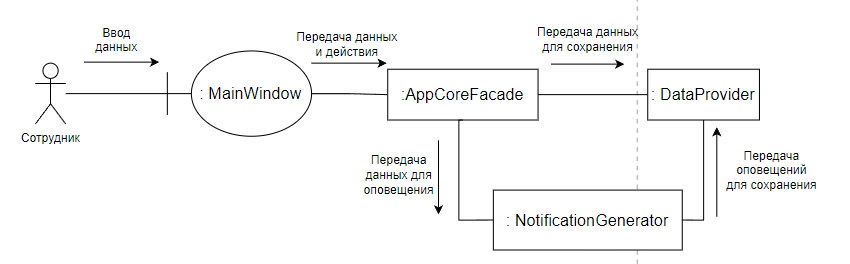 Ввод
данных
Передача данных
и действия
Передача данных
для сохранения
: MainWindow
:AppCoreFacade
: DataProvider
Сотрудник
Передача
данных для
оповещения
Передача
оповещений
для сохранения
: NotificationGenerator